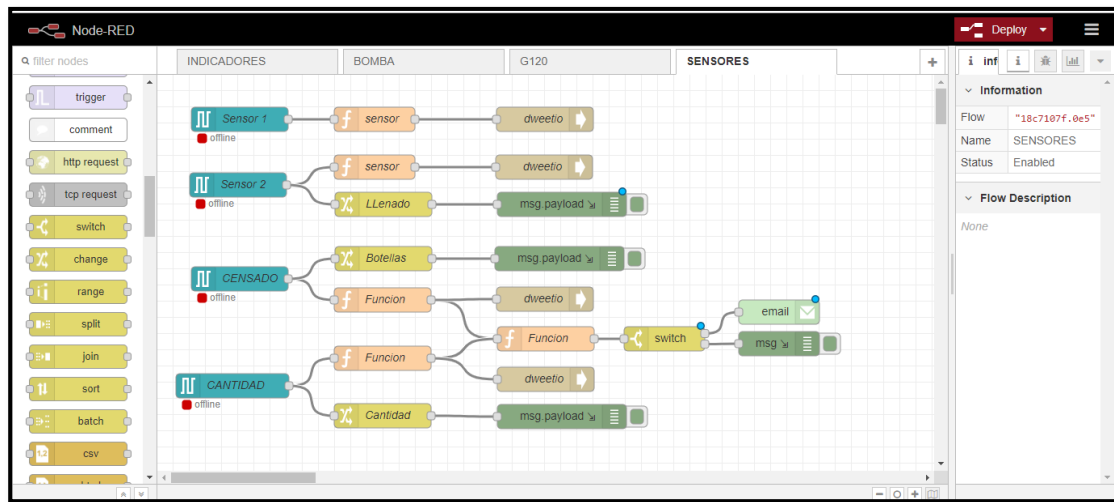 Node-RED
Deploy
filter nodes
INDICADORES
BOMBA
G120
SENSORES
inf
trigger
comment
http request
tcp request
switch
change
range
split
join
sort
batch
csv
Sensor 1
offline
sensor
dweetio
Sensor 2
offline
sensor
dweetio
LLenado
msg.payload
CENSADO
offline
Botellas
msg.payload
Funcion
dweetio
Funcion
switch
email
msg
CANTIDAD
offline
Funcion
dweetio
Cantidad
msg.payload
Information
Flow "18c7107f.0e5"
Name SENSORES
Status Enabled
Flow Description
None